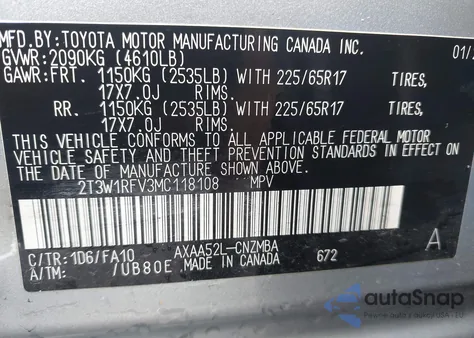 MFD.BY:TOYOTA MOTOR MANUFACTURING CANADA INC. 01/
GVWR: 2090KG (4610LB)
GAWR:FRT. 1150KG (2535LB) WITH 225/65R17 TIRES,
17X7.0J RIMS.
RR. 1150KG (2535LB) WITH 225/65R17 TIRES,
17X7.0J RIMS.
THIS VEHICLE CONFORMS TO ALL APPLICABLE FEDERAL MOTOR
VEHICLE SAFETY AND THEFT PREVENTION STANDARDS IN EFFECT ON
THE DATE OF MANUFACTURE SHOWN ABOVE.
2T3W1RFV3MC118108 MPV
C/TR: 1D6/FA10 AXAA52L-CNZMBA 672 A
A/TM: /UB80E MADE IN CANADA
autoSnap